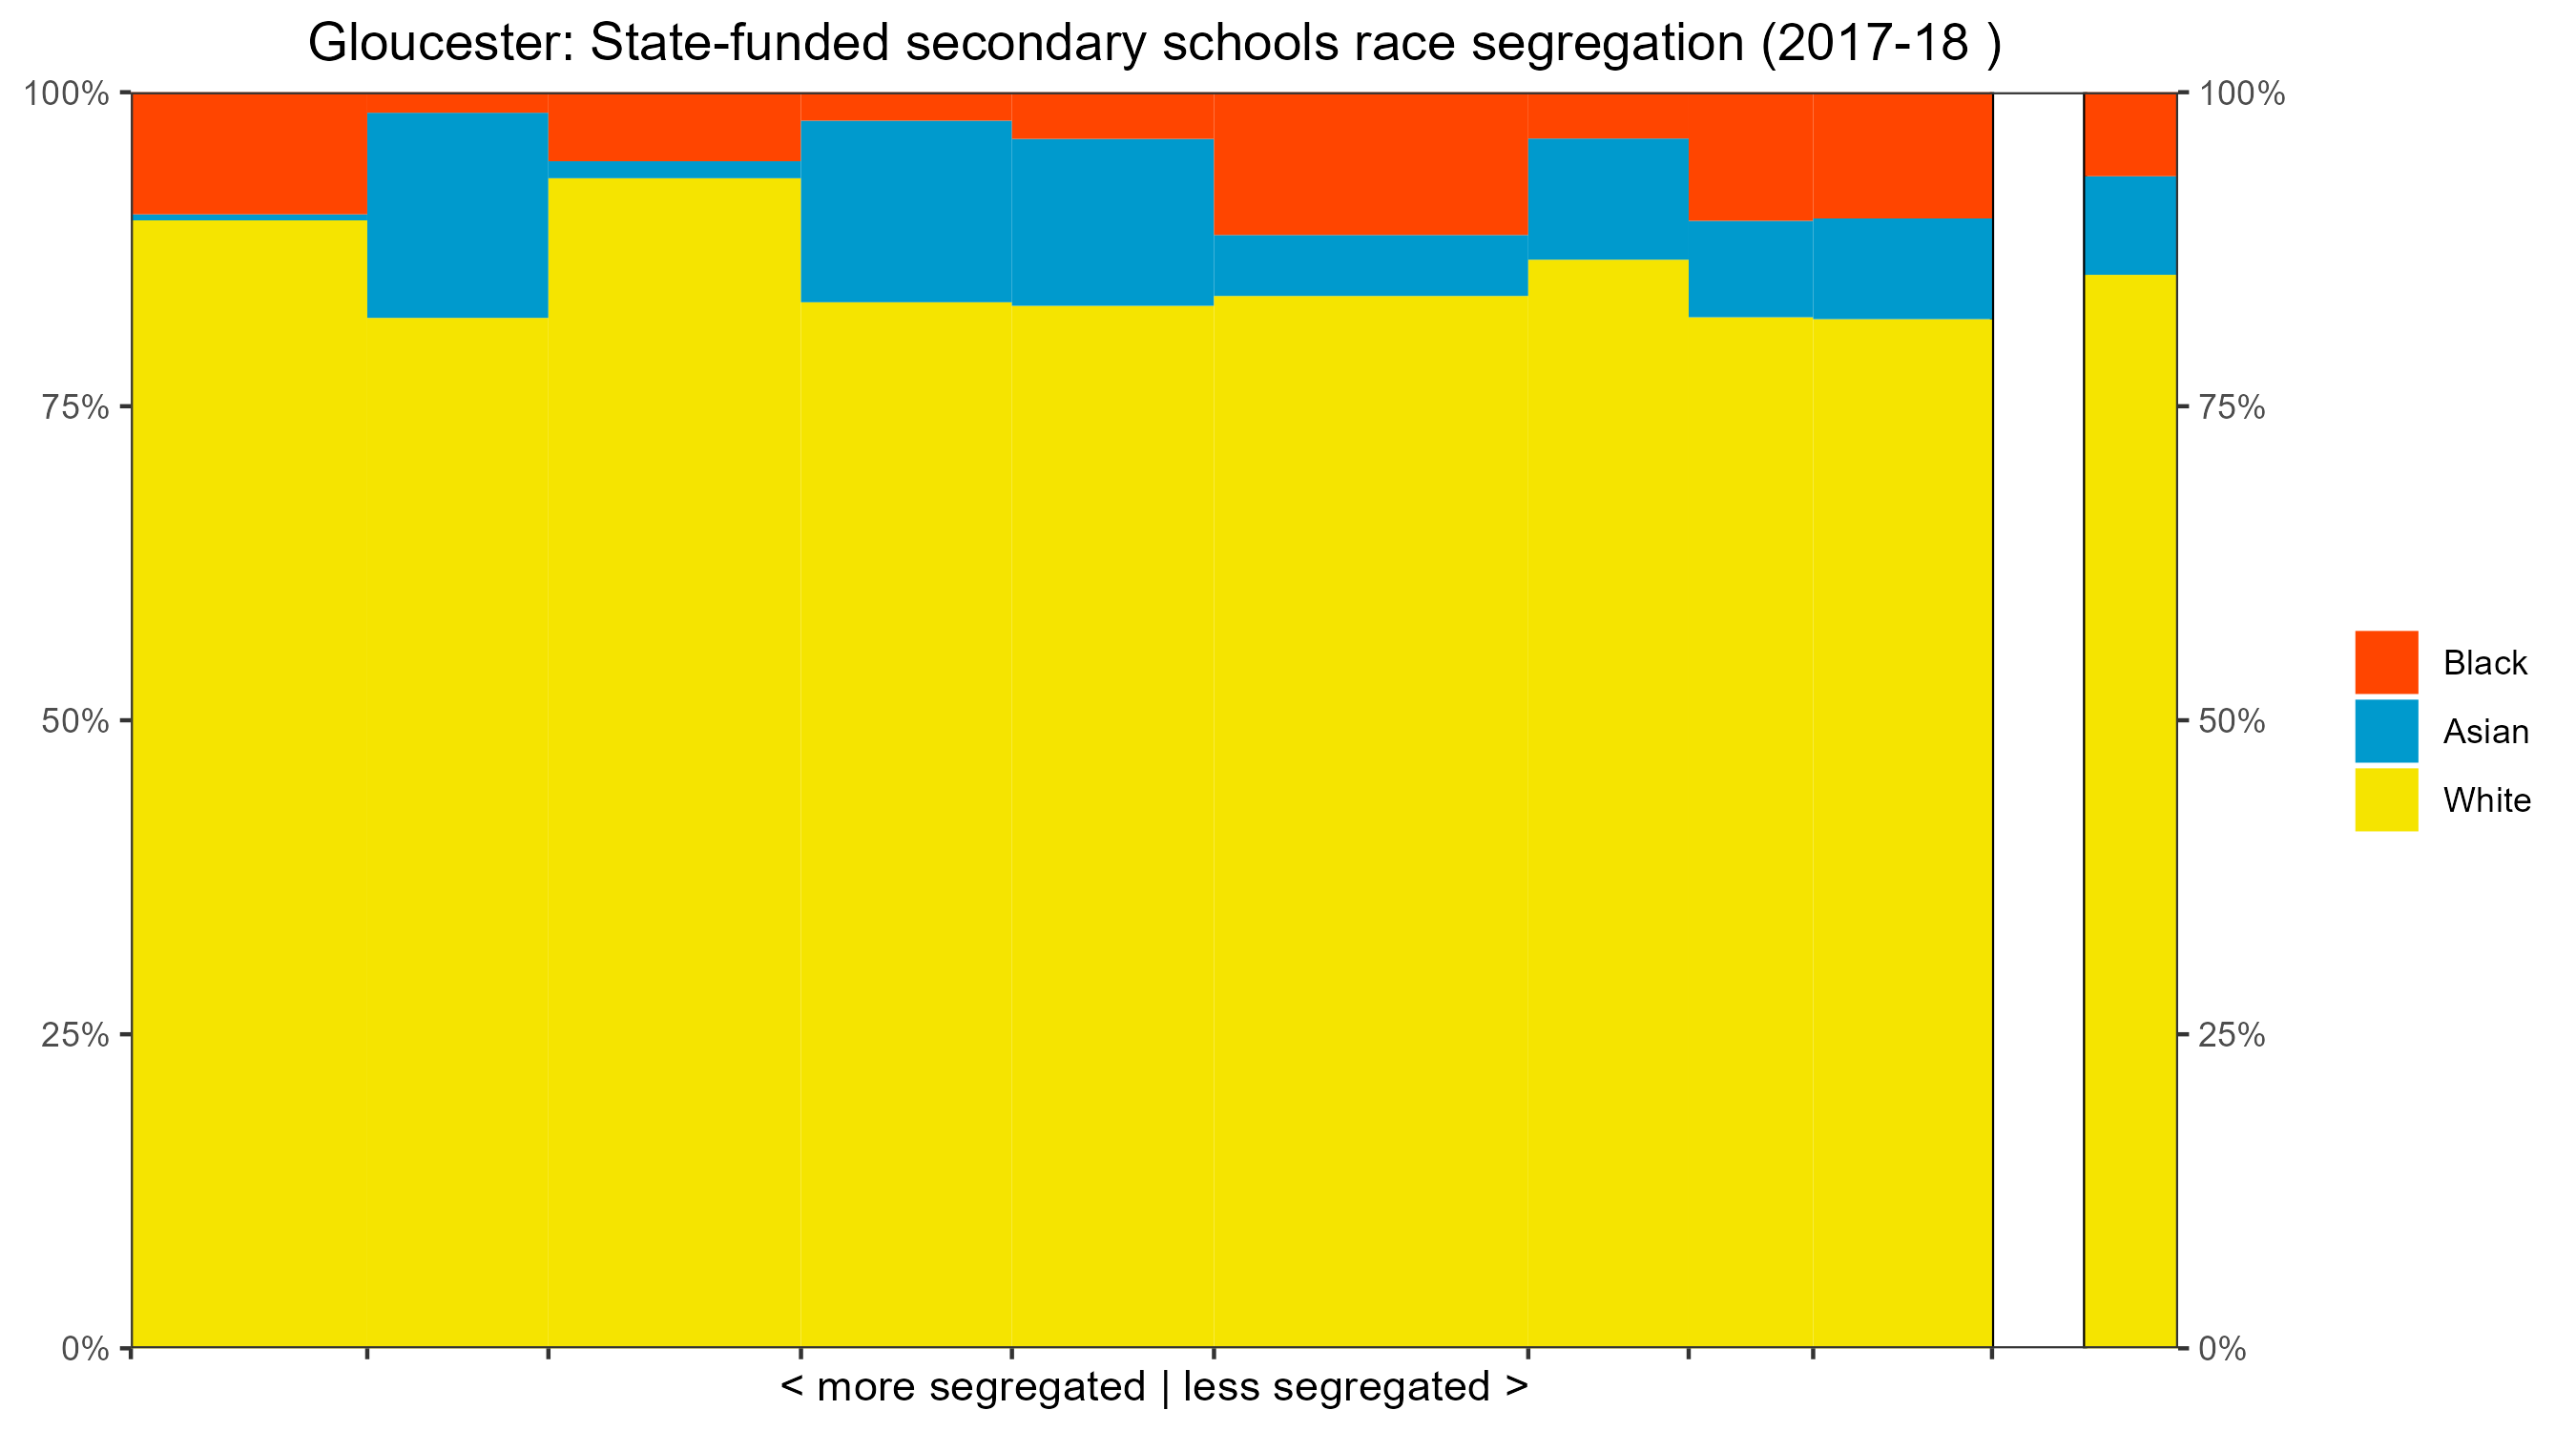 Gloucester: State-funded secondary schools race segregation (2017-18 )
100%
75%
50%
25%
0%
100%
75%
50%
25%
0%
Black
Asian
White
< more segregated | less segregated >